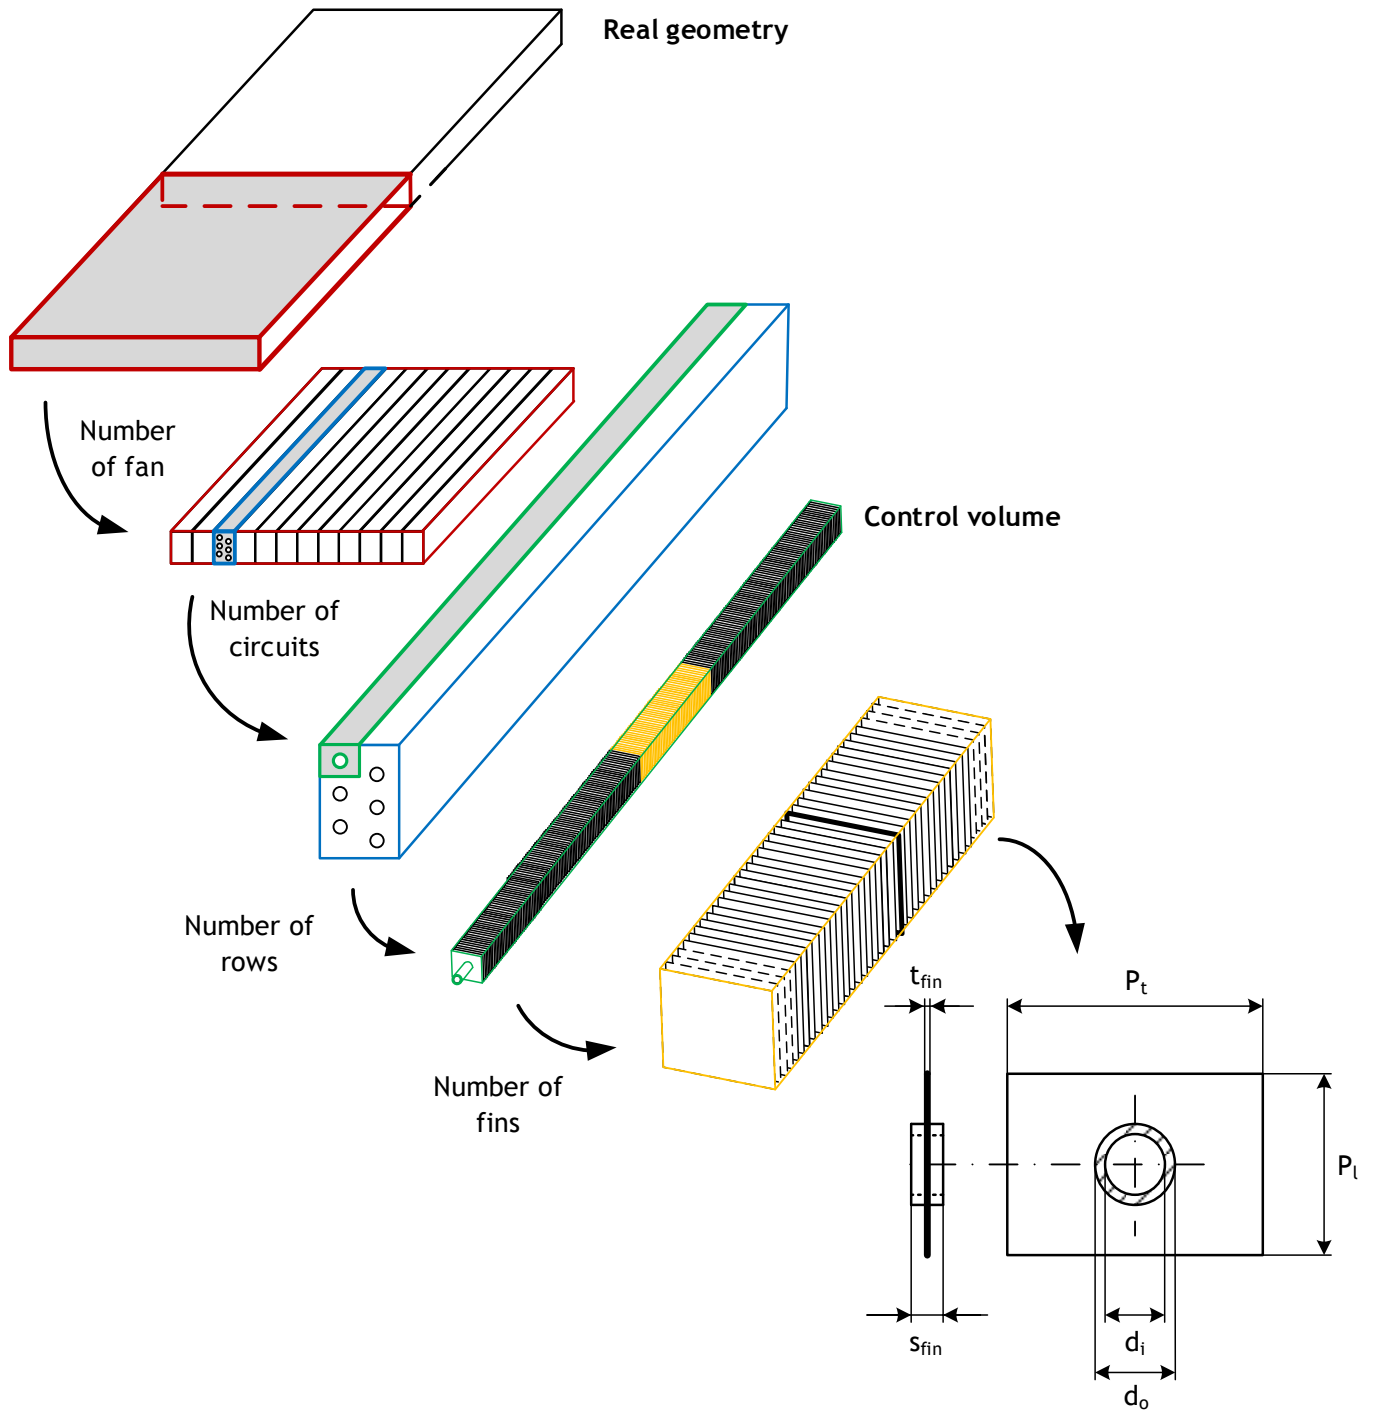 Real geometry
Number
of fan
Number of
circuits
Control volume
Number of
rows
Number of
fins
tfin
Pt
Pl
sfin
di
do